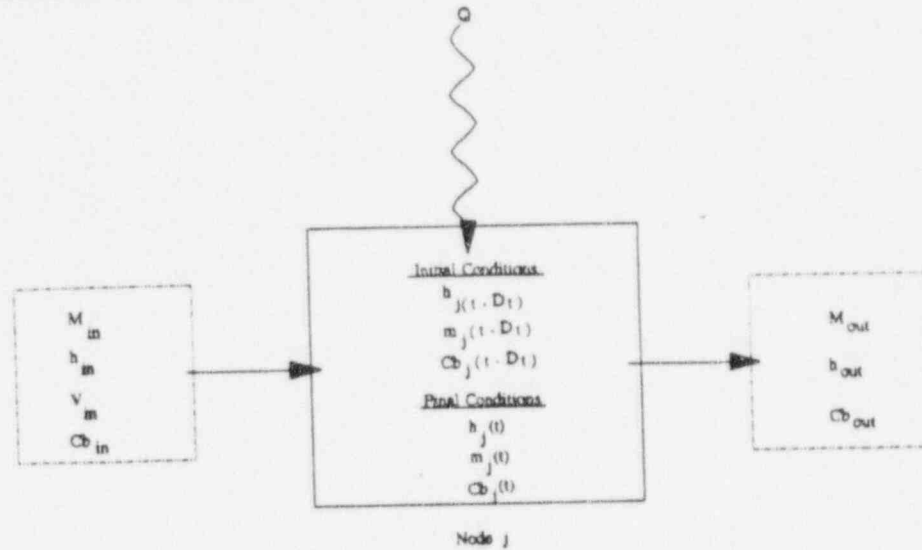 Q
M in
h in
V in
Cb in
Initial Conditions
h j(t - Dt)
m j(t - Dt)
Cb j(t - Dt)
Final Conditions
h j(t)
m j(t)
Cb j(t)
M out
h out
Cb out
Node j